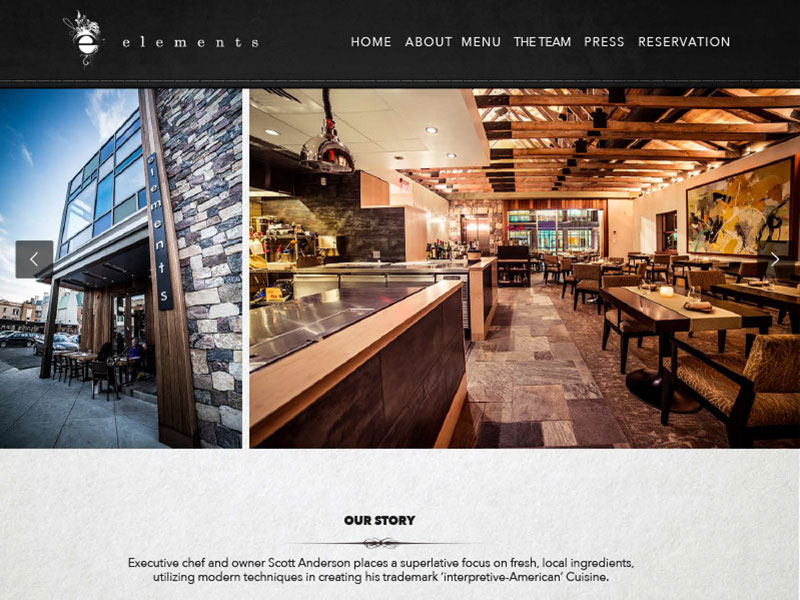 e elements
HOME ABOUT MENU THE TEAM PRESS RESERVATION
elements
OUR STORY
Executive chef and owner Scott Anderson places a superlative focus on fresh, local ingredients,
utilizing modern techniques in creating his trademark ‘interpretive-American’ Cuisine.